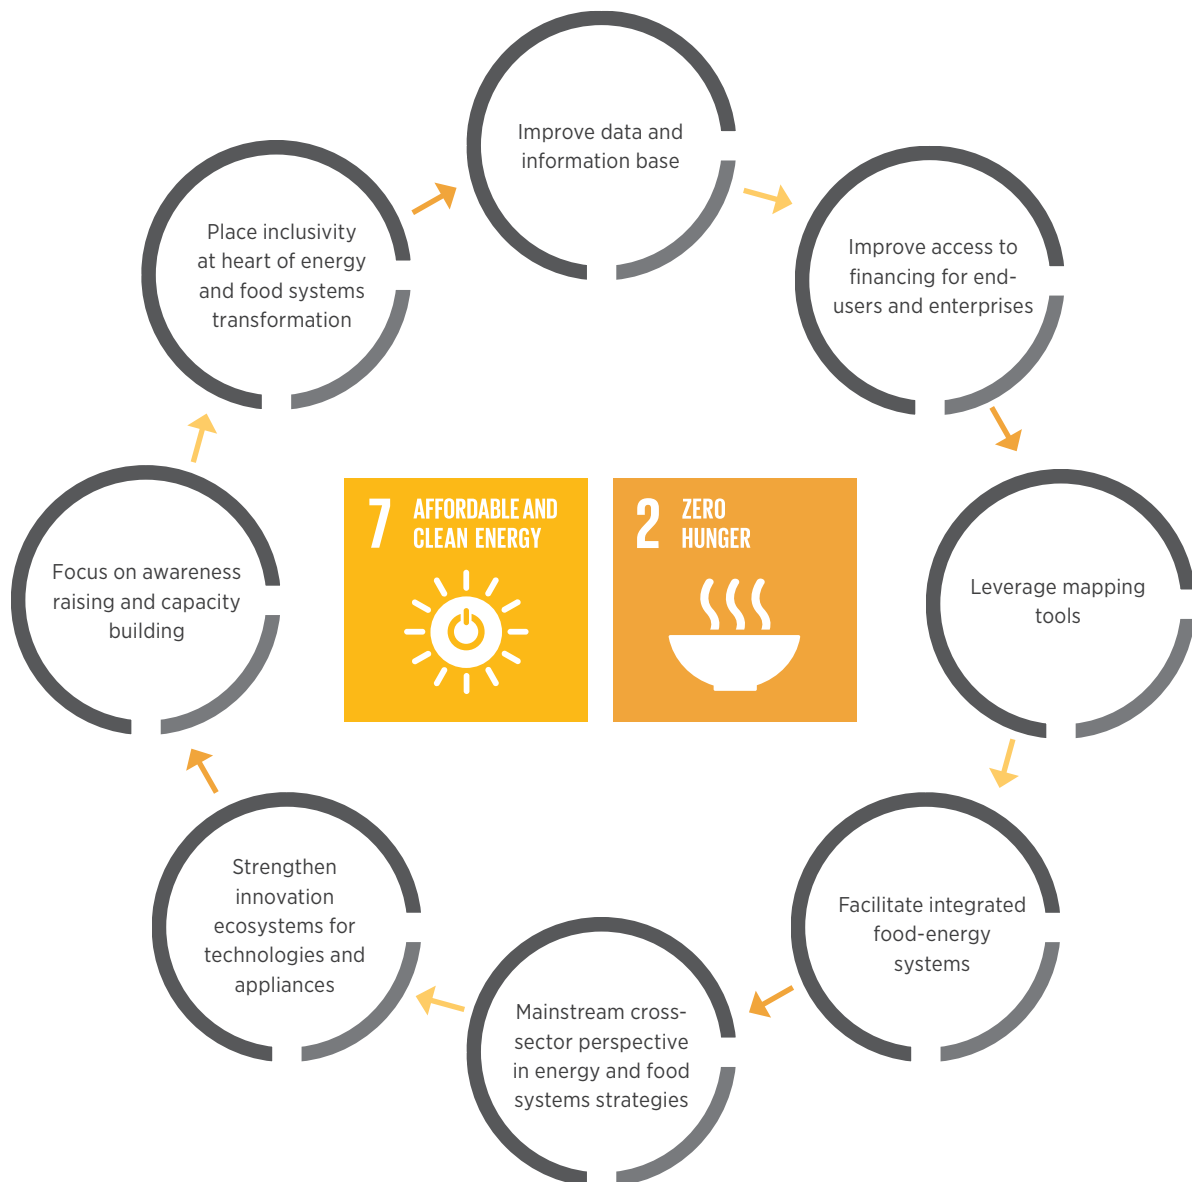 Improve data and
information base
Improve access to
financing for end-
users and enterprises
Leverage mapping
tools
Facilitate integrated
food-energy
systems
Mainstream cross-
sector perspective
in energy and food
systems strategies
Strengthen
innovation
ecosystems for
technologies and
appliances
Focus on awareness
raising and capacity
building
Place inclusivity
at heart of energy
and food systems
transformation
7 AFFORDABLE AND
CLEAN ENERGY
2 ZERO
HUNGER